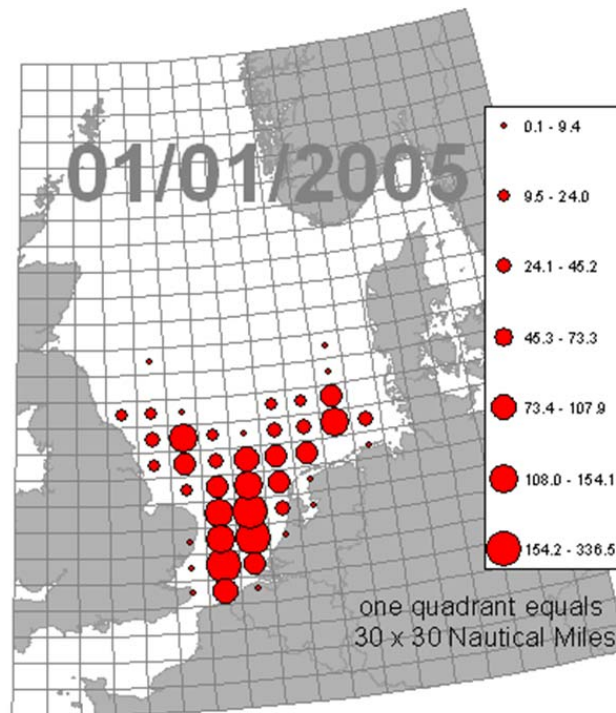 01/01/2005
0.1 - 9.4
9.5 - 24.0
24.1 - 45.2
45.3 - 73.3
73.4 - 107.9
108.0 - 154.1
154.2 - 336.5
one quadrant equals
30 x 30 Nautical Miles